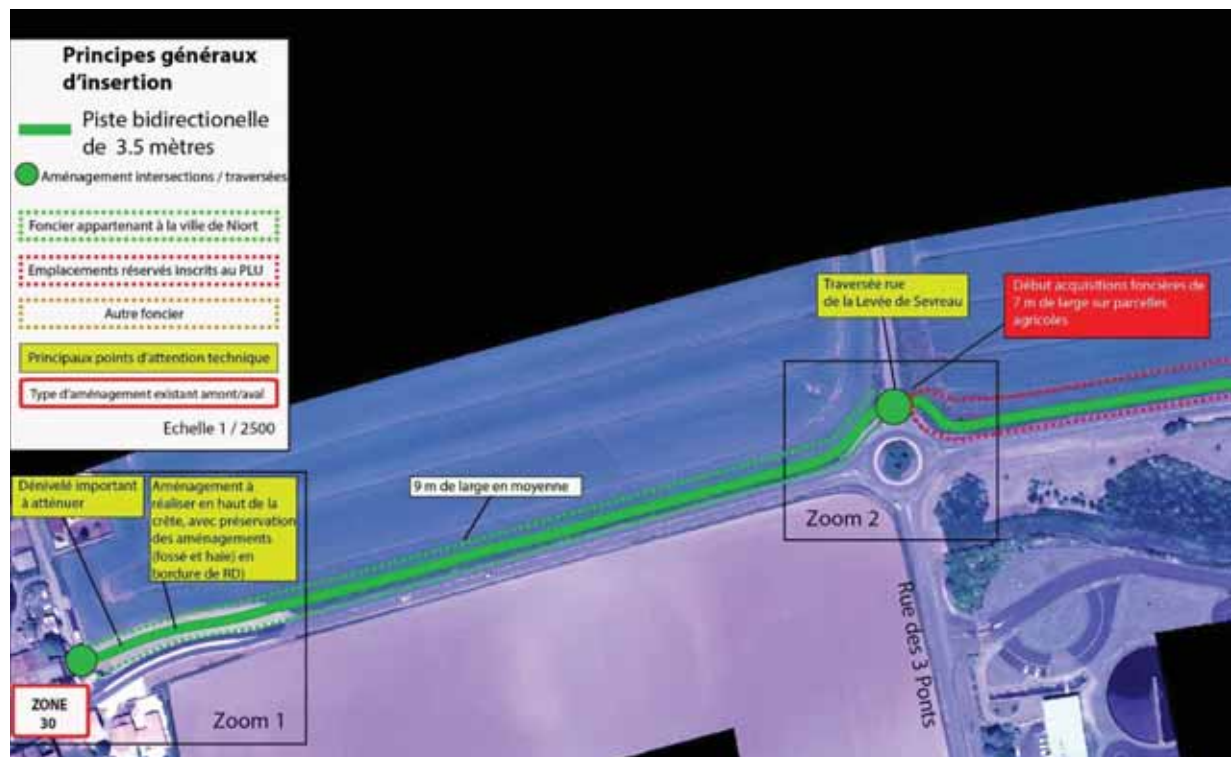 Principes généraux
d'insertion
Piste bidirectionelle
de 3.5 mètres
Aménagement intersections / traversées
Foncier appartenant à la ville de Niort
Emplacements réservés inscrits au PLU
Autre foncier
Principaux points d'attention technique
Type d'aménagement existant amont/aval
Echelle 1 / 2500
Traversée rue
de la Levée de Sevreau
Début acquisitions foncières de
7 m de large sur parcelles
agricoles
Dénivelé important
à atténuer
Aménagement à
réaliser en haut de la
crête, avec préservation
des aménagements
(fossé et haie) en
bordure de RD)
9 m de large en moyenne
Zoom 2
Rue des 3 Ponts
ZONE
30
Zoom 1